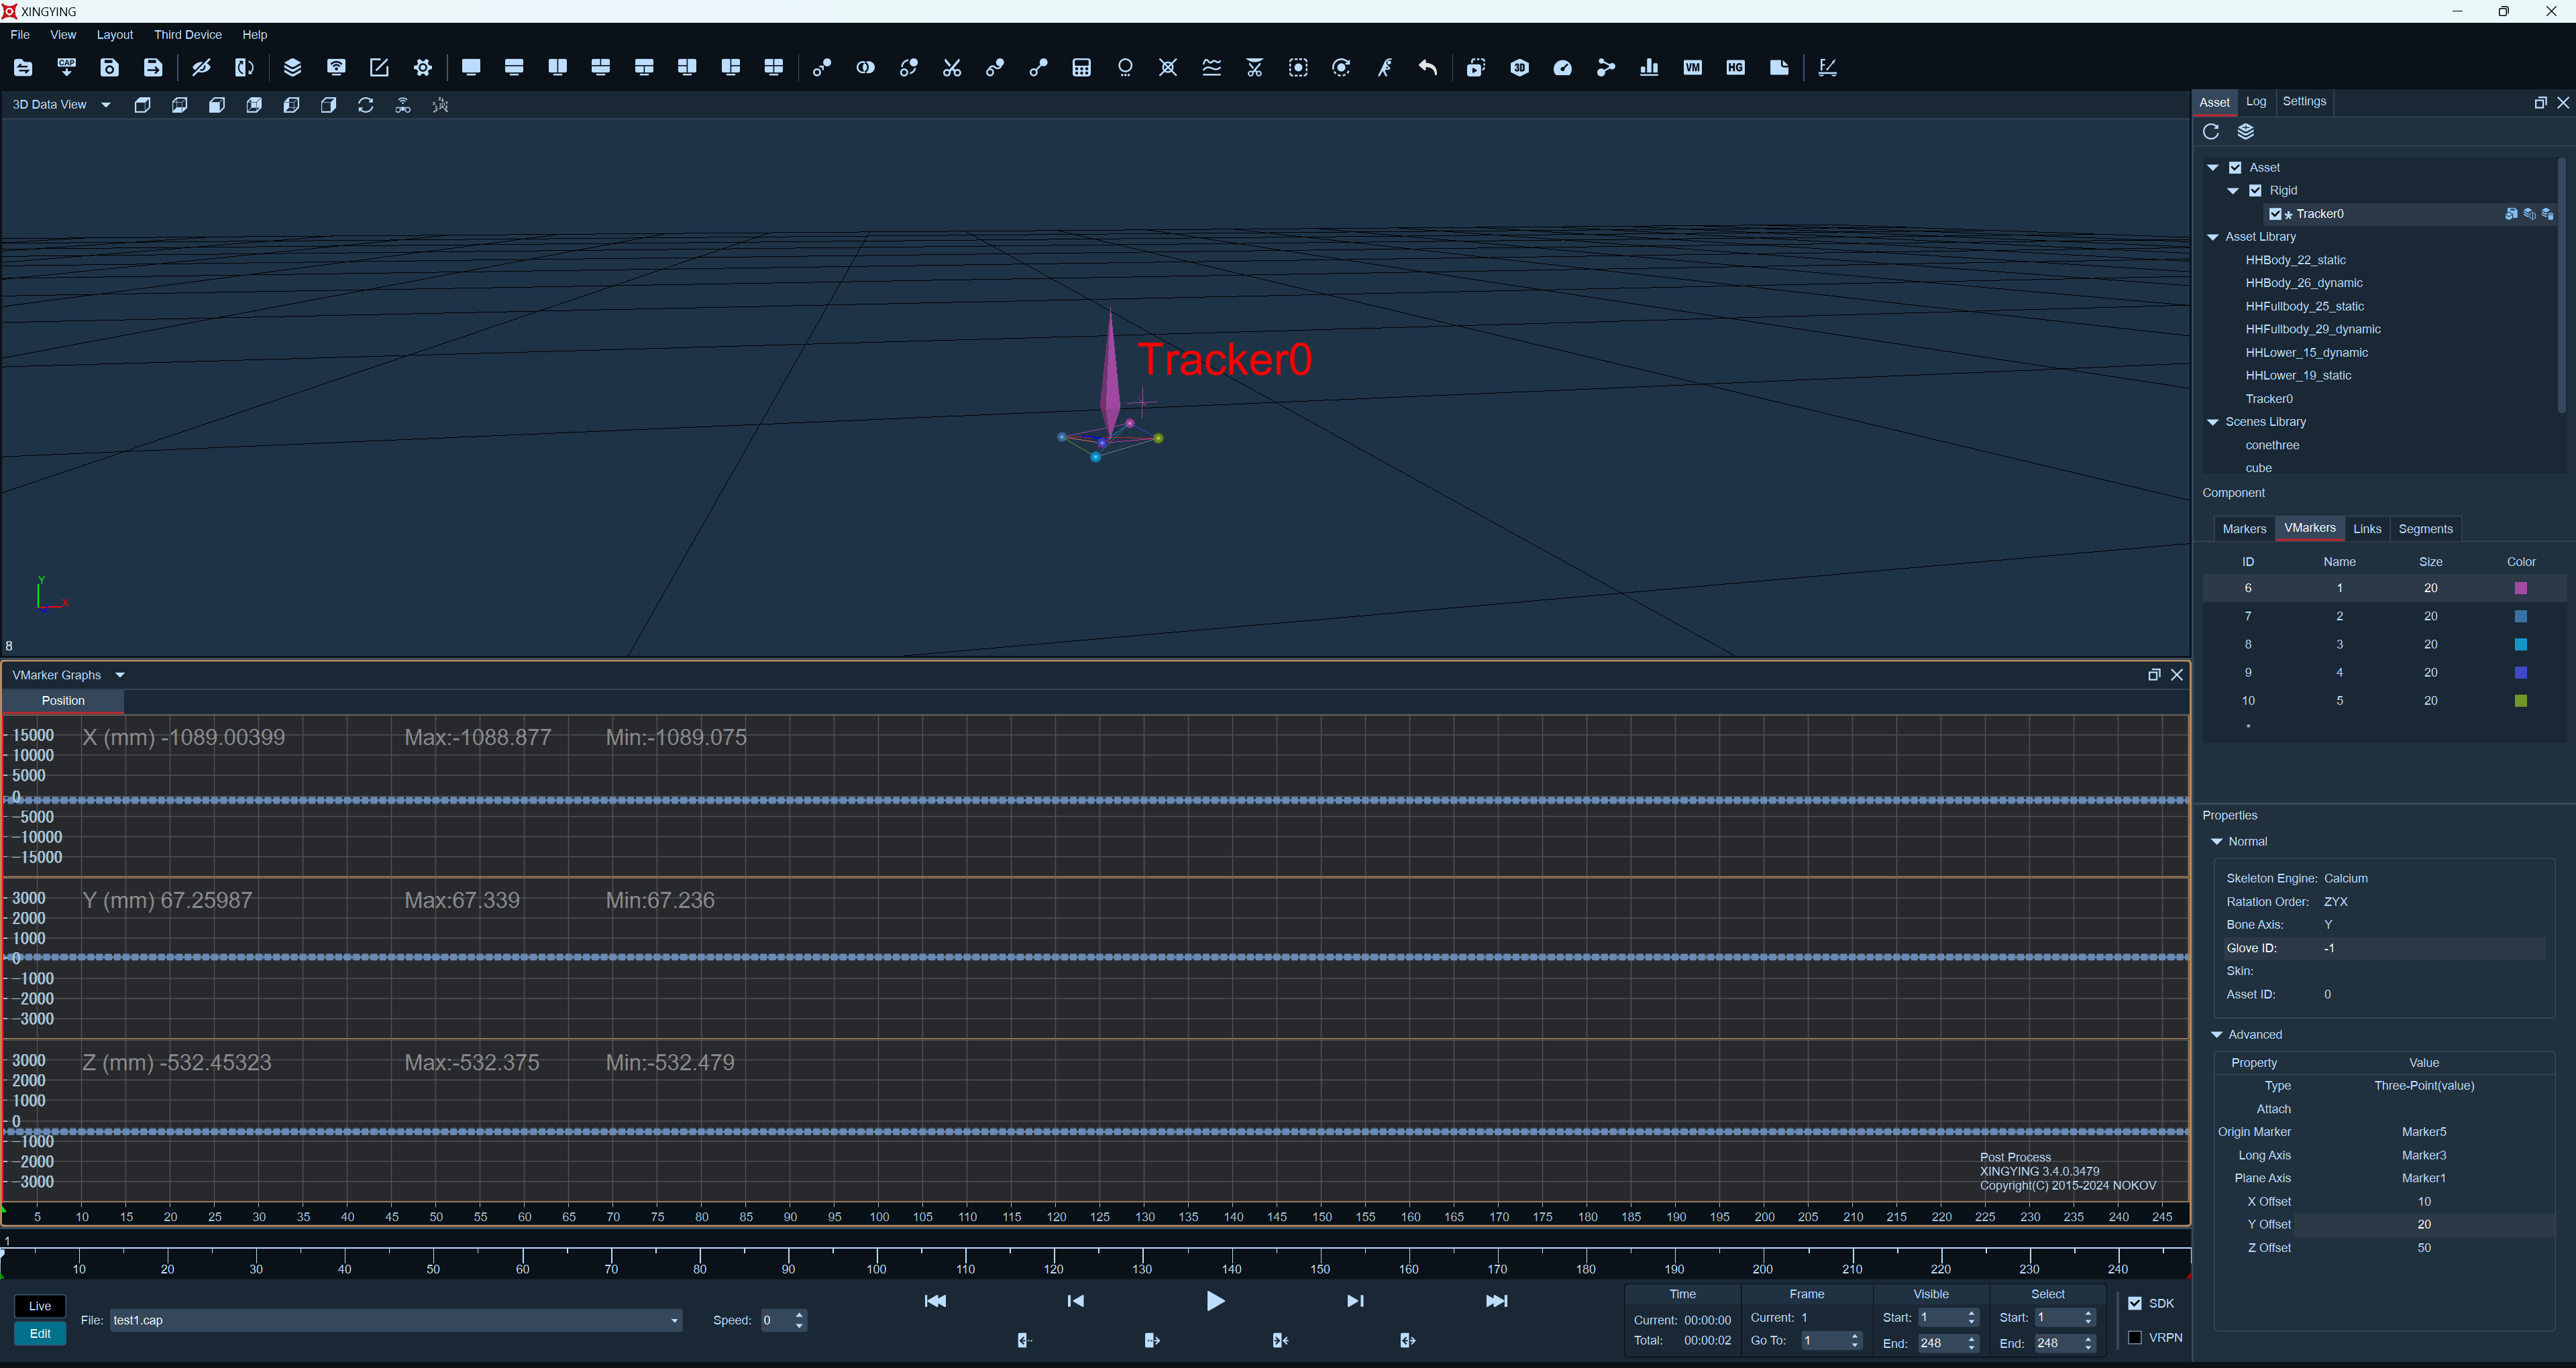 XINGYING
File View Layout Third Device Help
CAP 3D VM HG
3D Data View
Tracker0
Y
X
8
VMarker Graphs
Position
X (mm) -1089.00399 Max:-1088.877 Min:-1089.075
15000
10000
5000
0
-5000
-10000
-15000
Y (mm) 67.25987 Max:67.339 Min:67.236
3000
2000
1000
0
-1000
-2000
-3000
Z (mm) -532.45323 Max:-532.375 Min:-532.479
3000
2000
1000
0
-1000
-2000
-3000
Post Process
XINGYING 3.4.0.3479
Copyright(C) 2015-2024 NOKOV
5 10 15 20 25 30 35 40 45 50 55 60 65 70 75 80 85 90 95 100 105 110 115 120 125 130 135 140 145 150 155 160 165 170 175 180 185 190 195 200 205 210 215 220 225 230 235 240 245
1
10 20 30 40 50 60 70 80 90 100 110 120 130 140 150 160 170 180 190 200 210 220 230 240
Live
Edit
File: test1.cap
Speed: 0
Time Frame Visible Select
Current: 00:00:00 Current: 1 Start: 1 Start: 1
Total: 00:00:02 Go To: 1 End: 248 End: 248
SDK
VRPN
Asset Log Settings
Asset
Rigid
* Tracker0
Asset Library
HHBody_22_static
HHBody_26_dynamic
HHFullbody_25_static
HHFullbody_29_dynamic
HHLower_15_dynamic
HHLower_19_static
Tracker0
Scenes Library
conethree
cube
Component
Markers VMarkers Links Segments
ID Name Size Color
6 1 20
7 2 20
8 3 20
9 4 20
10 5 20
*
Properties
Normal
Skeleton Engine: Calcium
Ratation Order: ZYX
Bone Axis: Y
Glove ID: -1
Skin:
Asset ID: 0
Advanced
Property Value
Type Three-Point(value)
Attach
Origin Marker Marker5
Long Axis Marker3
Plane Axis Marker1
X Offset 10
Y Offset 20
Z Offset 50